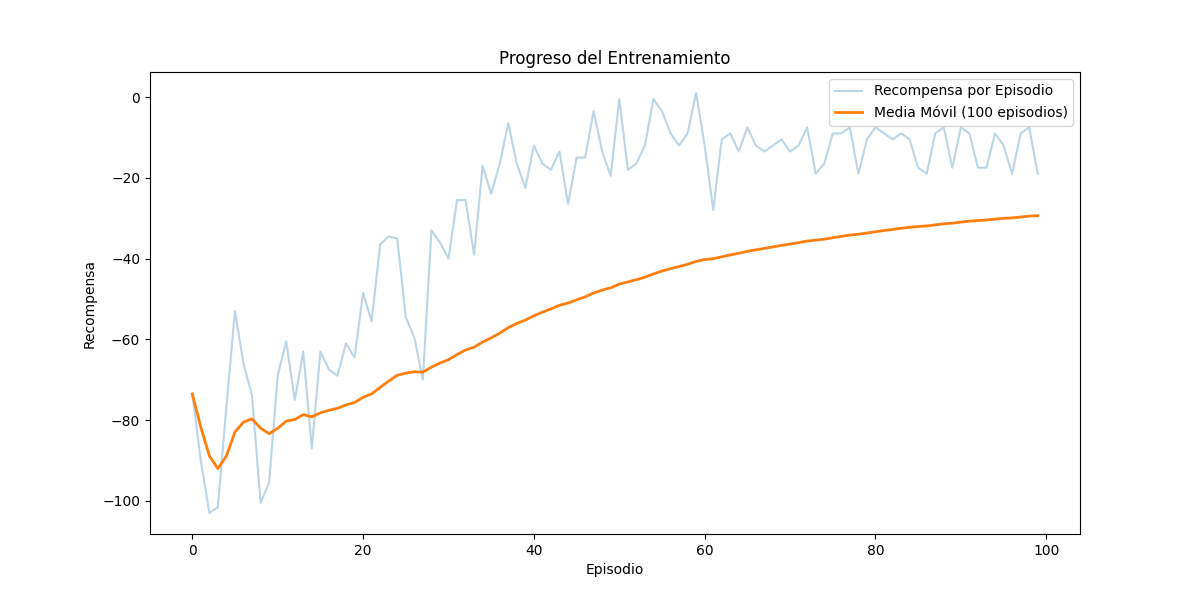 Progreso del Entrenamiento
Recompensa por Episodio
Media Móvil (100 episodios)
Recompensa
0
−20
−40
−60
−80
−100
0 20 40 60 80 100
Episodio